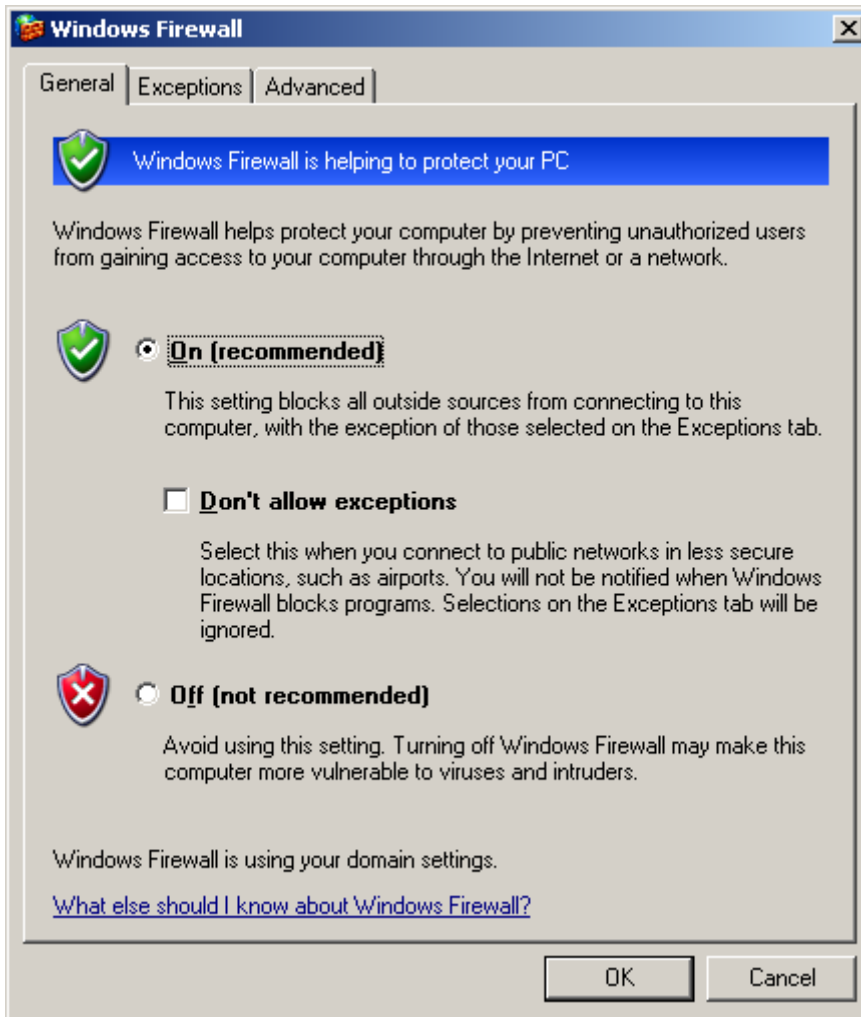 Windows Firewall
General
Exceptions
Advanced
Windows Firewall is helping to protect your PC
Windows Firewall helps protect your computer by preventing unauthorized users
from gaining access to your computer through the Internet or a network.
On (recommended)
This setting blocks all outside sources from connecting to this
computer, with the exception of those selected on the Exceptions tab.
Don't allow exceptions
Select this when you connect to public networks in less secure
locations, such as airports. You will not be notified when Windows
Firewall blocks programs. Selections on the Exceptions tab will be
ignored.
Off (not recommended)
Avoid using this setting. Turning off Windows Firewall may make this
computer more vulnerable to viruses and intruders.
Windows Firewall is using your domain settings.
What else should I know about Windows Firewall?
OK
Cancel